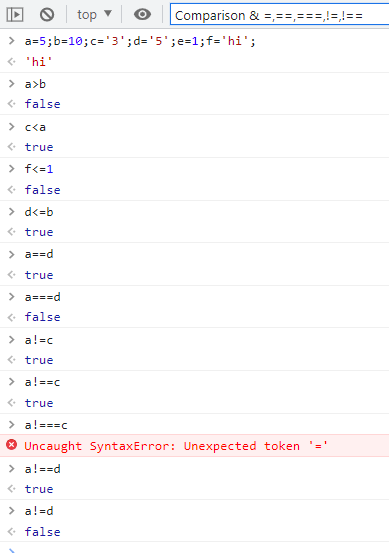 top
Comparison & =,==,===,!=,!==
> a=5;b=10;c='3';d='5';e=1;f='hi';
'hi'
> a>b
false
> c<a
true
> f<=1
false
> d<=b
true
> a==d
true
> a===d
false
> a!=c
true
> a!==c
true
> a!===c
Uncaught SyntaxError: Unexpected token '='
> a!==d
true
> a!=d
false
>